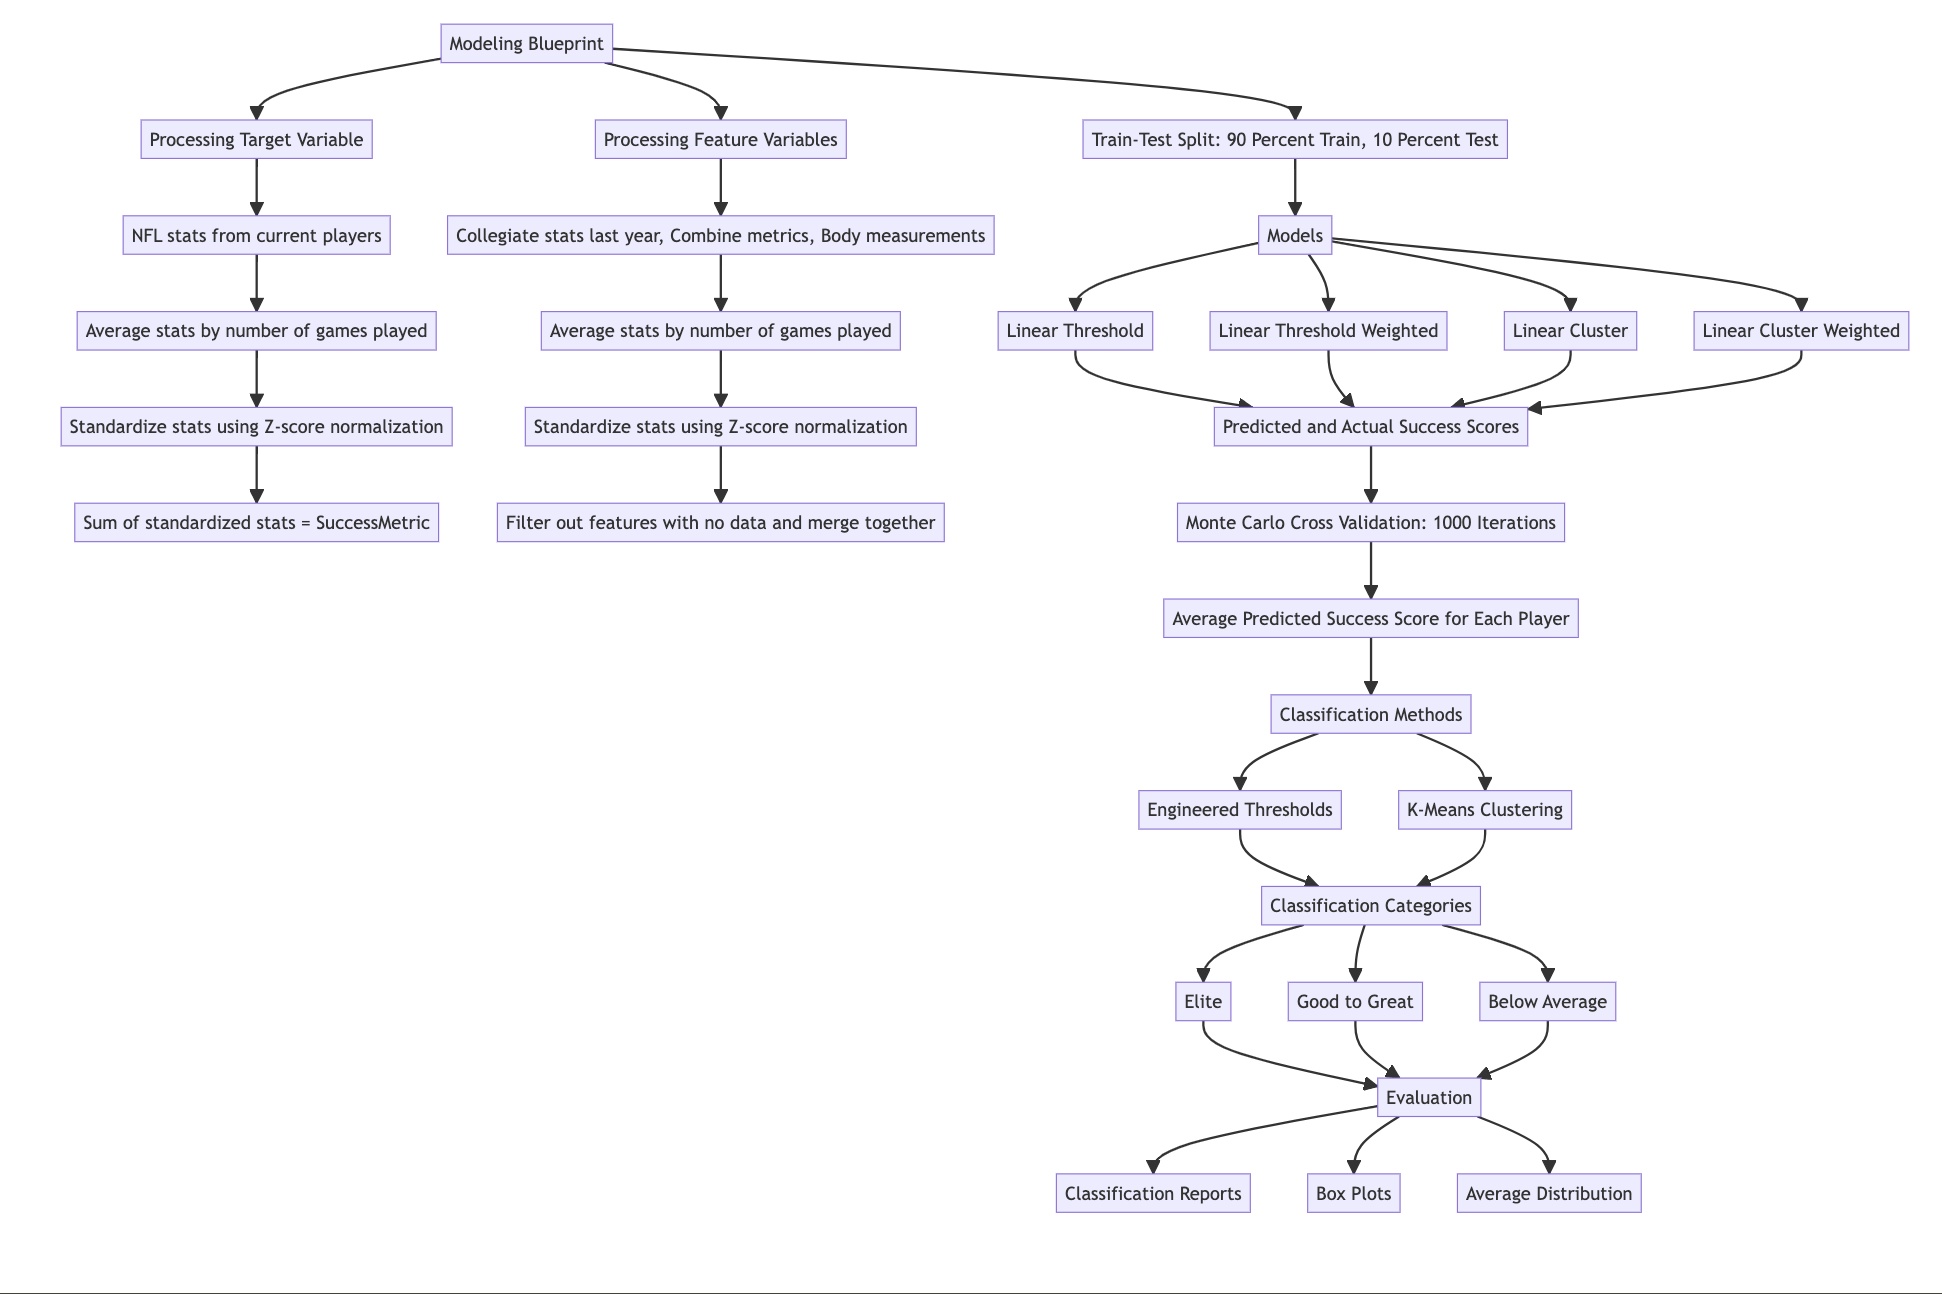 Modeling Blueprint
Processing Target Variable
Processing Feature Variables
Train-Test Split: 90 Percent Train, 10 Percent Test
NFL stats from current players
Collegiate stats last year, Combine metrics, Body measurements
Models
Average stats by number of games played
Average stats by number of games played
Linear Threshold
Linear Threshold Weighted
Linear Cluster
Linear Cluster Weighted
Standardize stats using Z-score normalization
Standardize stats using Z-score normalization
Predicted and Actual Success Scores
Sum of standardized stats = SuccessMetric
Filter out features with no data and merge together
Monte Carlo Cross Validation: 1000 Iterations
Average Predicted Success Score for Each Player
Classification Methods
Engineered Thresholds
K-Means Clustering
Classification Categories
Elite
Good to Great
Below Average
Evaluation
Classification Reports
Box Plots
Average Distribution